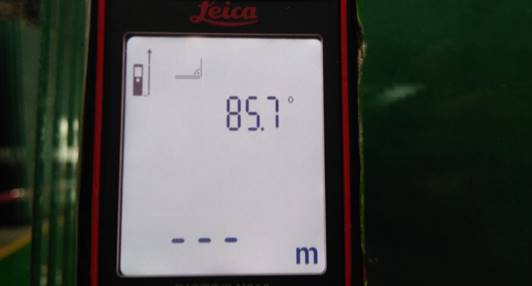 Leica
85.7°
--- m